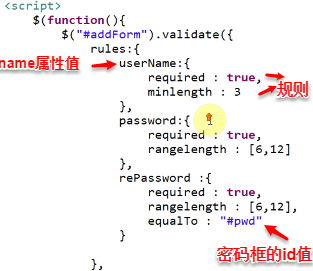 <script>
$(function(){
$("#addForm").validate({
rules:{
name属性值
userName:{
required : true,
minlength : 3
规则
},
password:{
required : true,
rangelength : [6,12]
},
rePassword :{
required : true,
rangelength : [6,12],
equalTo : "#pwd"
}
密码框的id值
},